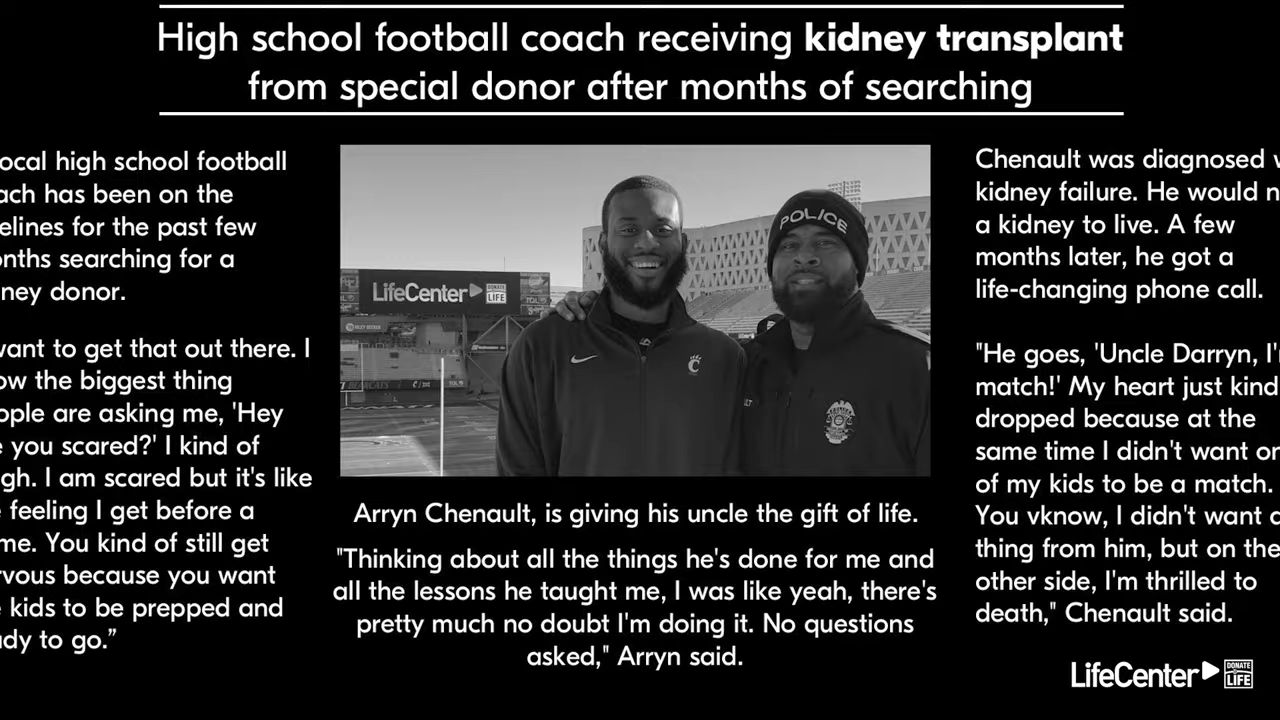 High school football coach receiving kidney transplant
from special donor after months of searching
ocal high school football
ach has been on the
elines for the past few
onths searching for a
ney donor.
want to get that out there. I
ow the biggest thing
ople are asking me, 'Hey
e you scared?' I kind of
gh. I am scared but it's like
e feeling I get before a
me. You kind of still get
rvous because you want
e kids to be prepped and
dy to go.”
LifeCenter DONATE LIFE
POLICE
C
Arryn Chenault, is giving his uncle the gift of life.
"Thinking about all the things he's done for me and
all the lessons he taught me, I was like yeah, there's
pretty much no doubt I'm doing it. No questions
asked," Arryn said.
Chenault was diagnosed w
kidney failure. He would n
a kidney to live. A few
months later, he got a
life-changing phone call.
"He goes, 'Uncle Darryn, I'
match!' My heart just kind
dropped because at the
same time I didn't want on
of my kids to be a match.
You vknow, I didn't want a
thing from him, but on the
other side, I'm thrilled to
death," Chenault said.
LifeCenter DONATE LIFE